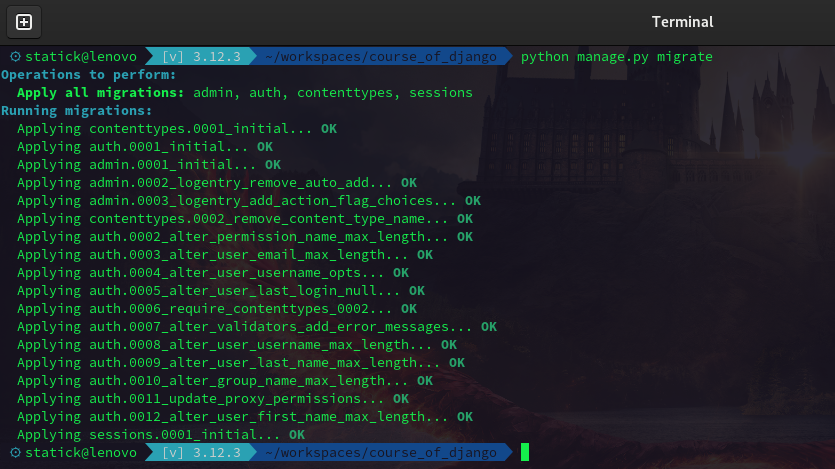 Terminal
statick@lenovo [v] 3.12.3 ~/workspaces/course_of_django python manage.py migrate
Operations to perform:
  Apply all migrations: admin, auth, contenttypes, sessions
Running migrations:
  Applying contenttypes.0001_initial... OK
  Applying auth.0001_initial... OK
  Applying admin.0001_initial... OK
  Applying admin.0002_logentry_remove_auto_add... OK
  Applying admin.0003_logentry_add_action_flag_choices... OK
  Applying contenttypes.0002_remove_content_type_name... OK
  Applying auth.0002_alter_permission_name_max_length... OK
  Applying auth.0003_alter_user_email_max_length... OK
  Applying auth.0004_alter_user_username_opts... OK
  Applying auth.0005_alter_user_last_login_null... OK
  Applying auth.0006_require_contenttypes_0002... OK
  Applying auth.0007_alter_validators_add_error_messages... OK
  Applying auth.0008_alter_user_username_max_length... OK
  Applying auth.0009_alter_user_last_name_max_length... OK
  Applying auth.0010_alter_group_name_max_length... OK
  Applying auth.0011_update_proxy_permissions... OK
  Applying auth.0012_alter_user_first_name_max_length... OK
  Applying sessions.0001_initial... OK
statick@lenovo [v] 3.12.3 ~/workspaces/course_of_django